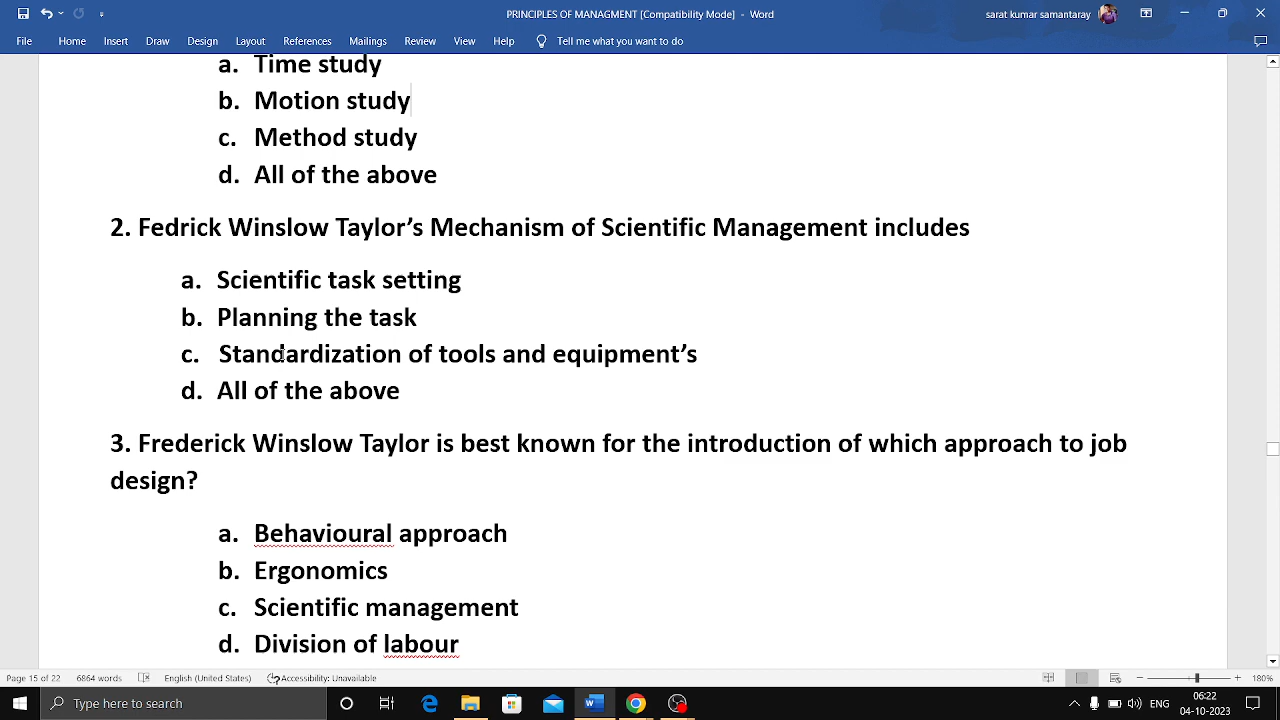 PRINCIPLES OF MANAGMENT [Compatibility Mode] - Word
sarat kumar samantaray
File Home Insert Draw Design Layout References Mailings Review View Help Tell me what you want to do
a. Time study
b. Motion study
c. Method study
d. All of the above
2. Fedrick Winslow Taylor’s Mechanism of Scientific Management includes
a. Scientific task setting
b. Planning the task
c. Standardization of tools and equipment’s
d. All of the above
3. Frederick Winslow Taylor is best known for the introduction of which approach to job
design?
a. Behavioural approach
b. Ergonomics
c. Scientific management
d. Division of labour
Page 15 of 22 6864 words English (United States) Accessibility: Unavailable 180%
Type here to search
06:22
04-10-2023